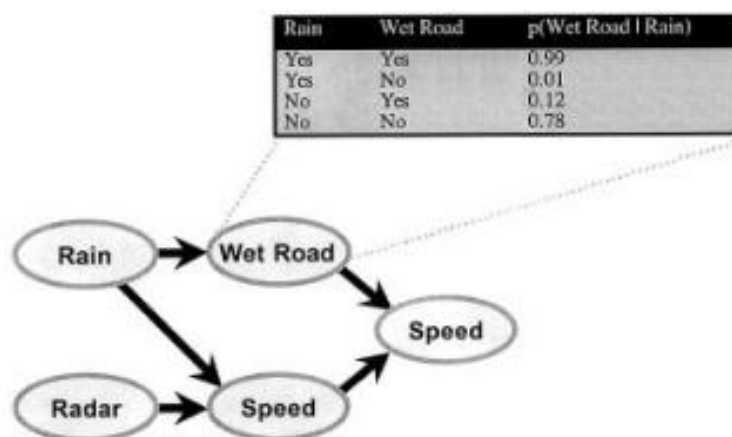 Rain Wet Road p(Wet Road | Rain)
Yes Yes 0.99
Yes No 0.01
No Yes 0.12
No No 0.78
Rain
Wet Road
Speed
Radar
Speed